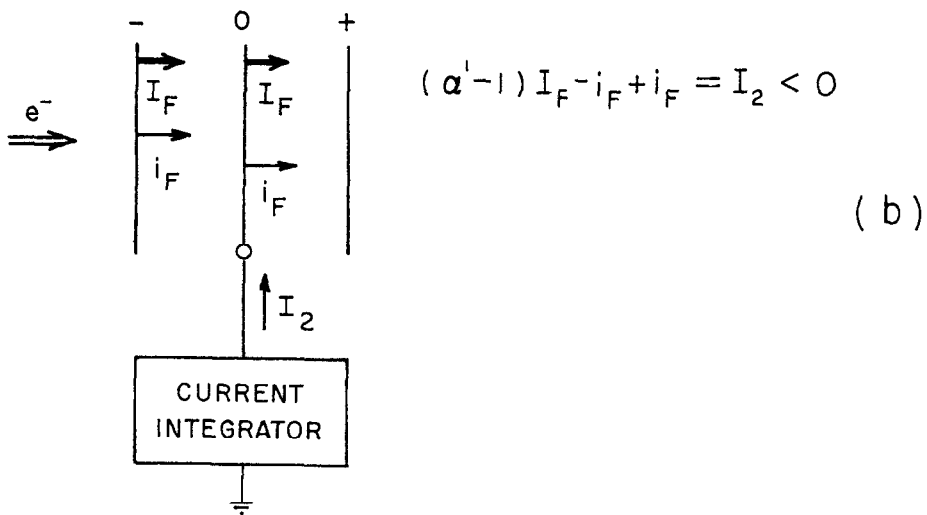 - 0 +
I_F I_F (α'-1)I_F-i_F+i_F=I_2<0
e⁻
i_F i_F
(b)
I_2
CURRENT
INTEGRATOR